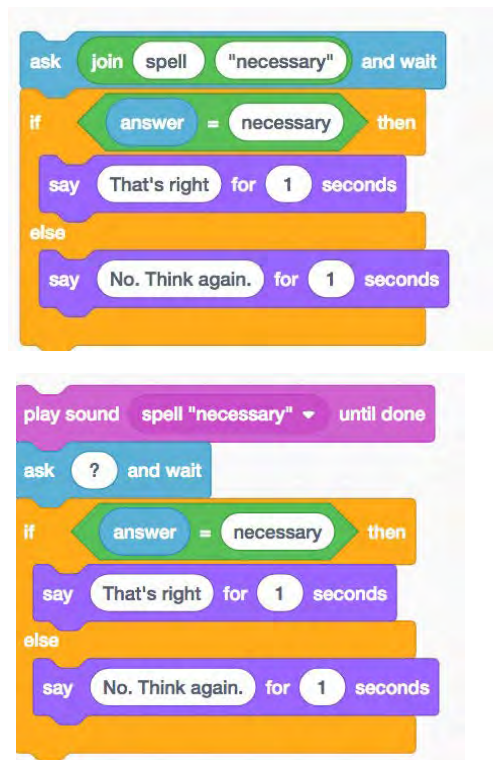 ask join spell "necessary" and wait
if answer = necessary then
say That's right for 1 seconds
else
say No. Think again. for 1 seconds
play sound spell "necessary" until done
ask ? and wait
if answer = necessary then
say That's right for 1 seconds
else
say No. Think again. for 1 seconds